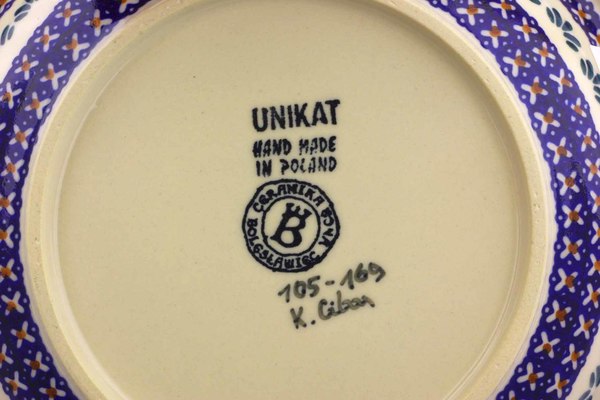 UNIKAT
HAND MADE
IN POLAND
CERAMIKA
BOLESŁAWIEC
B
105-169
K. Cibor